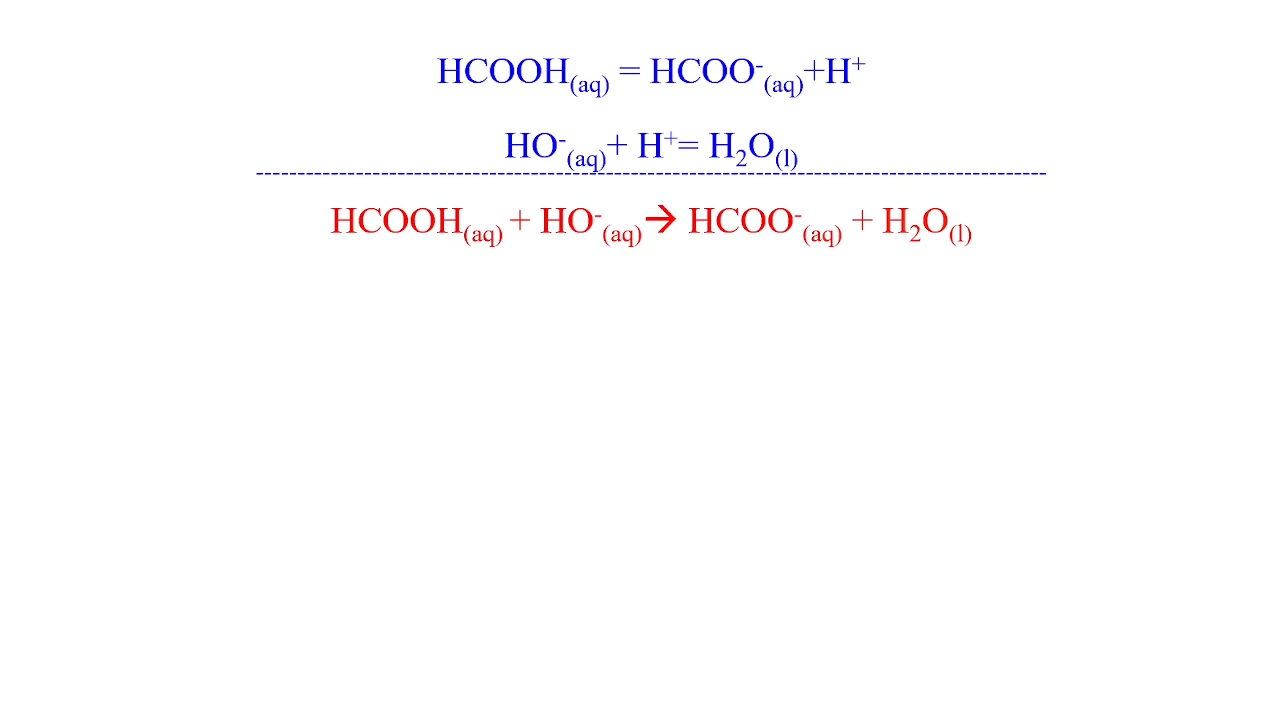 HCOOH(aq) = HCOO-(aq)+H+
HO-(aq)+ H+= H2O(l)
--------------------------------------------------------------------------------------------
HCOOH(aq) + HO-(aq)→ HCOO-(aq) + H2O(l)